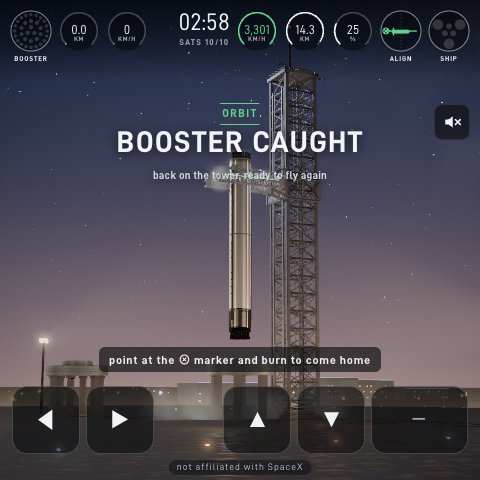 0.0
KM
0
KM/H
BOOSTER
02:58
SATS 10/10
3,301
KM/H
14.3
KM
25
%
ALIGN
SHIP
ORBIT
BOOSTER CAUGHT
back on the tower, ready to fly again
point at the ⊗ marker and burn to come home
not affiliated with SpaceX